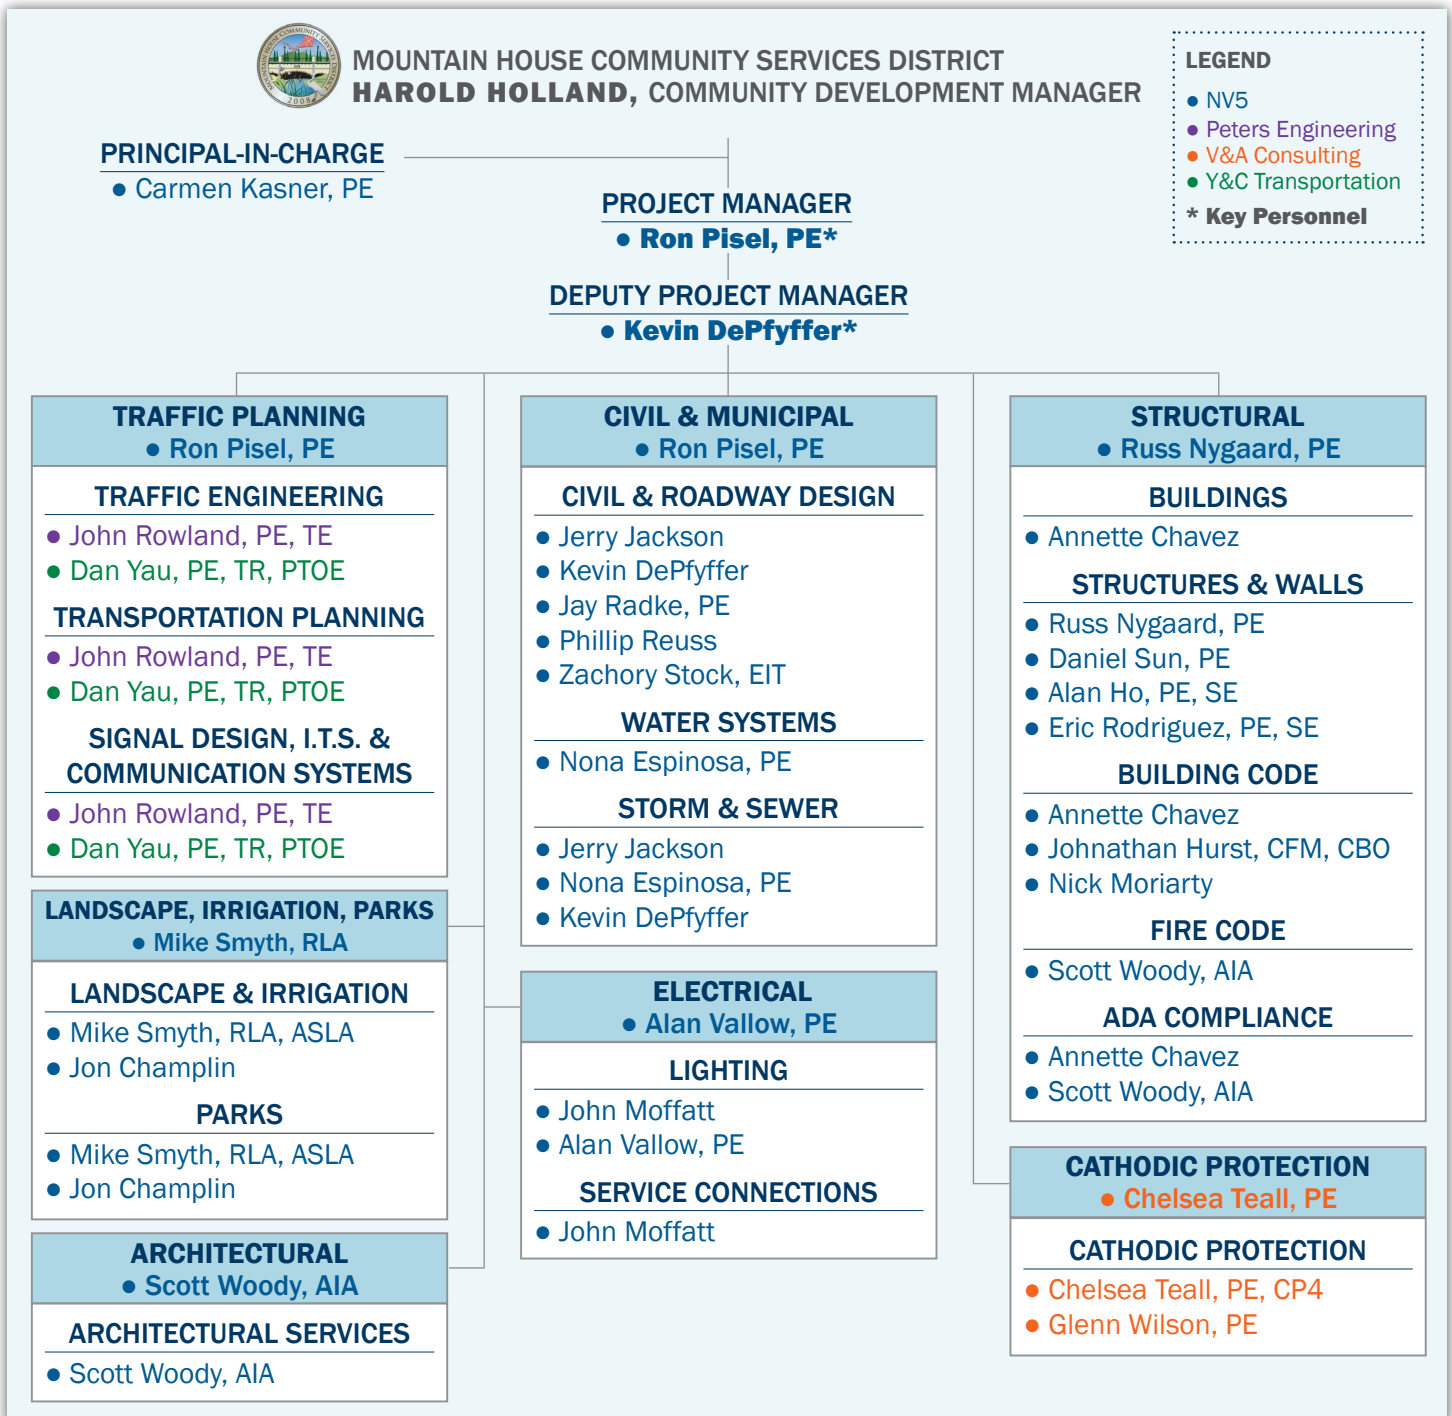 MOUNTAIN HOUSE COMMUNITY SERVICES DISTRICT
HAROLD HOLLAND, COMMUNITY DEVELOPMENT MANAGER
MOUNTAIN HOUSE COMMUNITY SERVICES DISTRICT
2008
LEGEND
• NV5
• Peters Engineering
• V&A Consulting
• Y&C Transportation
* Key Personnel
PRINCIPAL-IN-CHARGE
• Carmen Kasner, PE
PROJECT MANAGER
• Ron Pisel, PE*
DEPUTY PROJECT MANAGER
• Kevin DePfyffer*
TRAFFIC PLANNING
• Ron Pisel, PE
TRAFFIC ENGINEERING
• John Rowland, PE, TE
• Dan Yau, PE, TR, PTOE
TRANSPORTATION PLANNING
• John Rowland, PE, TE
• Dan Yau, PE, TR, PTOE
SIGNAL DESIGN, I.T.S. &
COMMUNICATION SYSTEMS
• John Rowland, PE, TE
• Dan Yau, PE, TR, PTOE
LANDSCAPE, IRRIGATION, PARKS
• Mike Smyth, RLA
LANDSCAPE & IRRIGATION
• Mike Smyth, RLA, ASLA
• Jon Champlin
PARKS
• Mike Smyth, RLA, ASLA
• Jon Champlin
ARCHITECTURAL
• Scott Woody, AIA
ARCHITECTURAL SERVICES
• Scott Woody, AIA
CIVIL & MUNICIPAL
• Ron Pisel, PE
CIVIL & ROADWAY DESIGN
• Jerry Jackson
• Kevin DePfyffer
• Jay Radke, PE
• Phillip Reuss
• Zachory Stock, EIT
WATER SYSTEMS
• Nona Espinosa, PE
STORM & SEWER
• Jerry Jackson
• Nona Espinosa, PE
• Kevin DePfyffer
ELECTRICAL
• Alan Vallow, PE
LIGHTING
• John Moffatt
• Alan Vallow, PE
SERVICE CONNECTIONS
• John Moffatt
STRUCTURAL
• Russ Nygaard, PE
BUILDINGS
• Annette Chavez
STRUCTURES & WALLS
• Russ Nygaard, PE
• Daniel Sun, PE
• Alan Ho, PE, SE
• Eric Rodriguez, PE, SE
BUILDING CODE
• Annette Chavez
• Johnathan Hurst, CFM, CBO
• Nick Moriarty
FIRE CODE
• Scott Woody, AIA
ADA COMPLIANCE
• Annette Chavez
• Scott Woody, AIA
CATHODIC PROTECTION
• Chelsea Teall, PE
CATHODIC PROTECTION
• Chelsea Teall, PE, CP4
• Glenn Wilson, PE